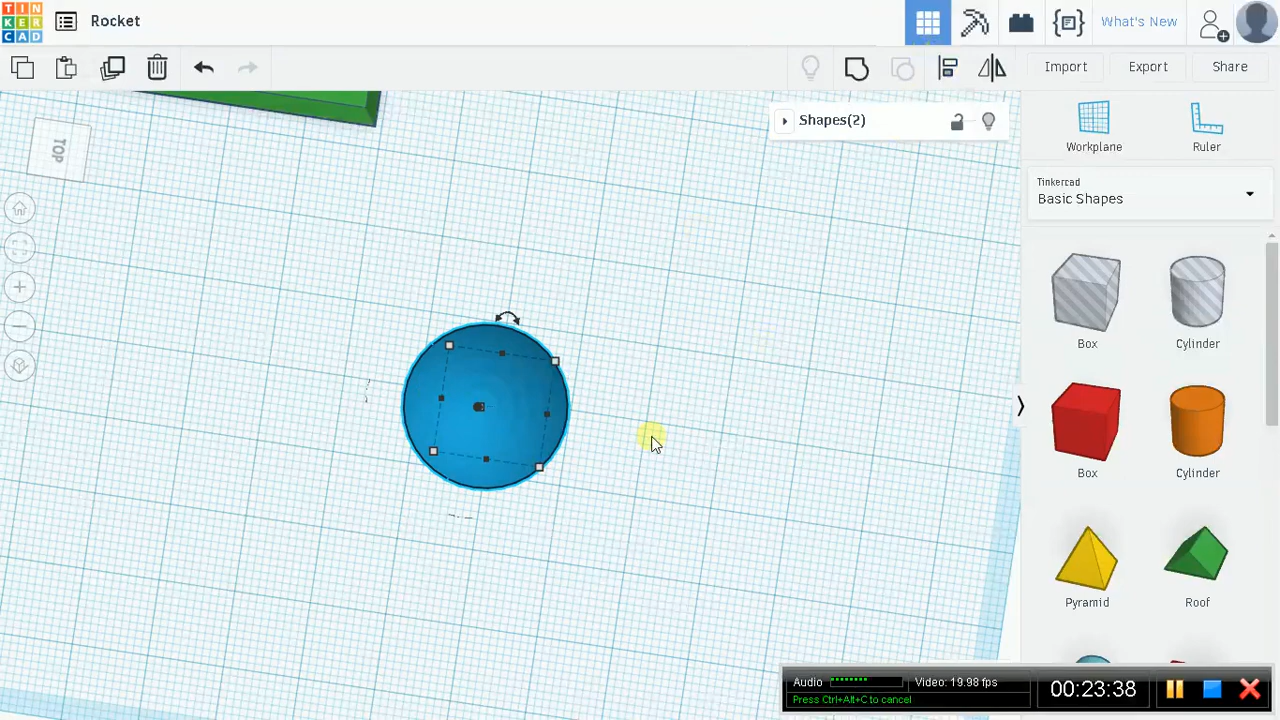 TIN
KER
CAD
Rocket
What's New
Import
Export
Share
TOP
Shapes(2)
Workplane
Ruler
Tinkercad
Basic Shapes
Box
Cylinder
Box
Cylinder
Pyramid
Roof
Audio
Video: 19.98 fps
Press Ctrl+Alt+C to cancel
00:23:38